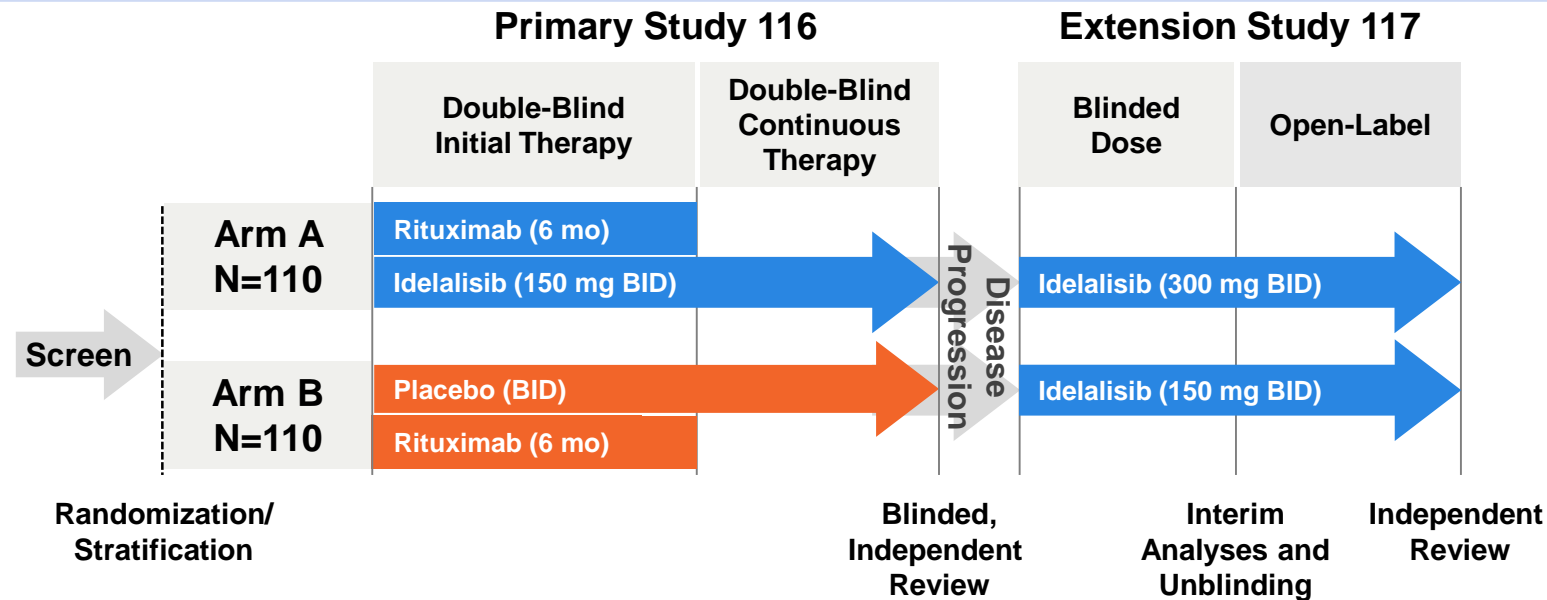 Primary Study 116
Extension Study 117
Double-Blind
Initial Therapy
Double-Blind
Continuous
Therapy
Blinded
Dose
Open-Label
Screen
Arm A
N=110
Rituximab (6 mo)
Idelalisib (150 mg BID)
Disease
Progression
Idelalisib (300 mg BID)
Arm B
N=110
Placebo (BID)
Rituximab (6 mo)
Idelalisib (150 mg BID)
Randomization/
Stratification
Blinded,
Independent
Review
Interim
Analyses and
Unblinding
Independent
Review